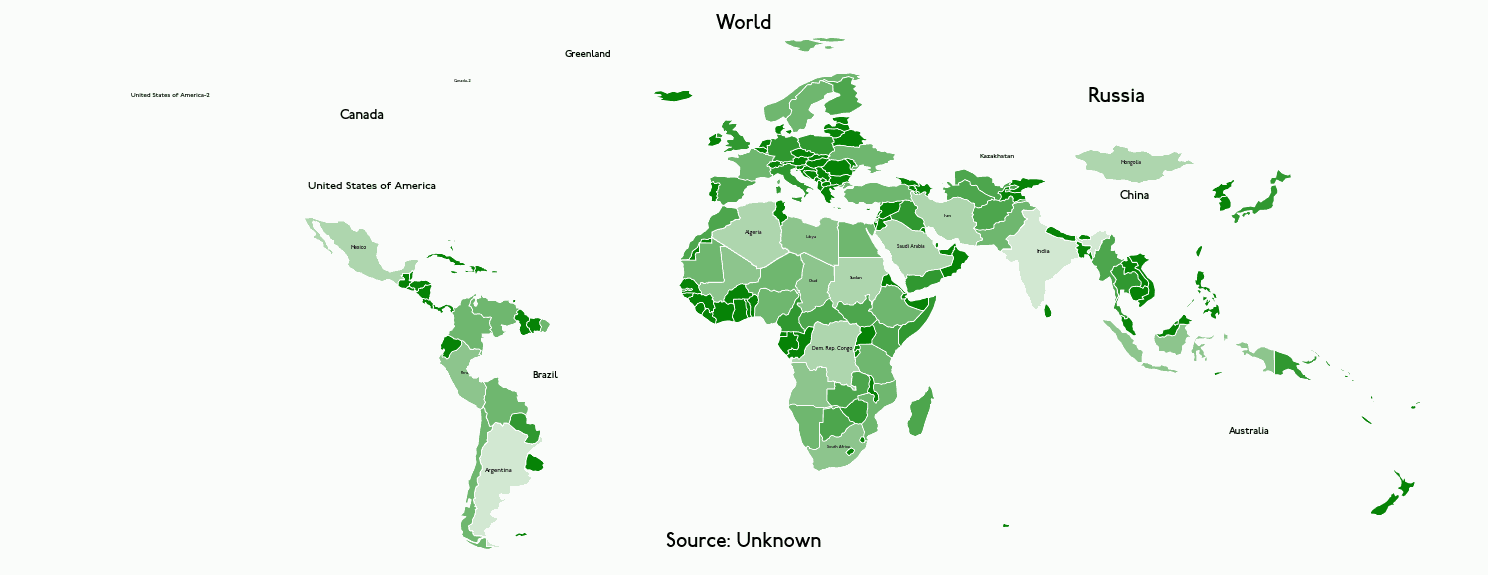 World
Greenland
Canada-2
United States of America-2
Russia
Canada
Kazakhstan
Mongolia
United States of America
China
Iran
Algeria
Libya
Mexico
Saudi Arabia
India
Sudan
Chad
Dem. Rep. Congo
Peru
Brazil
Australia
South Africa
Argentina
Source: Unknown